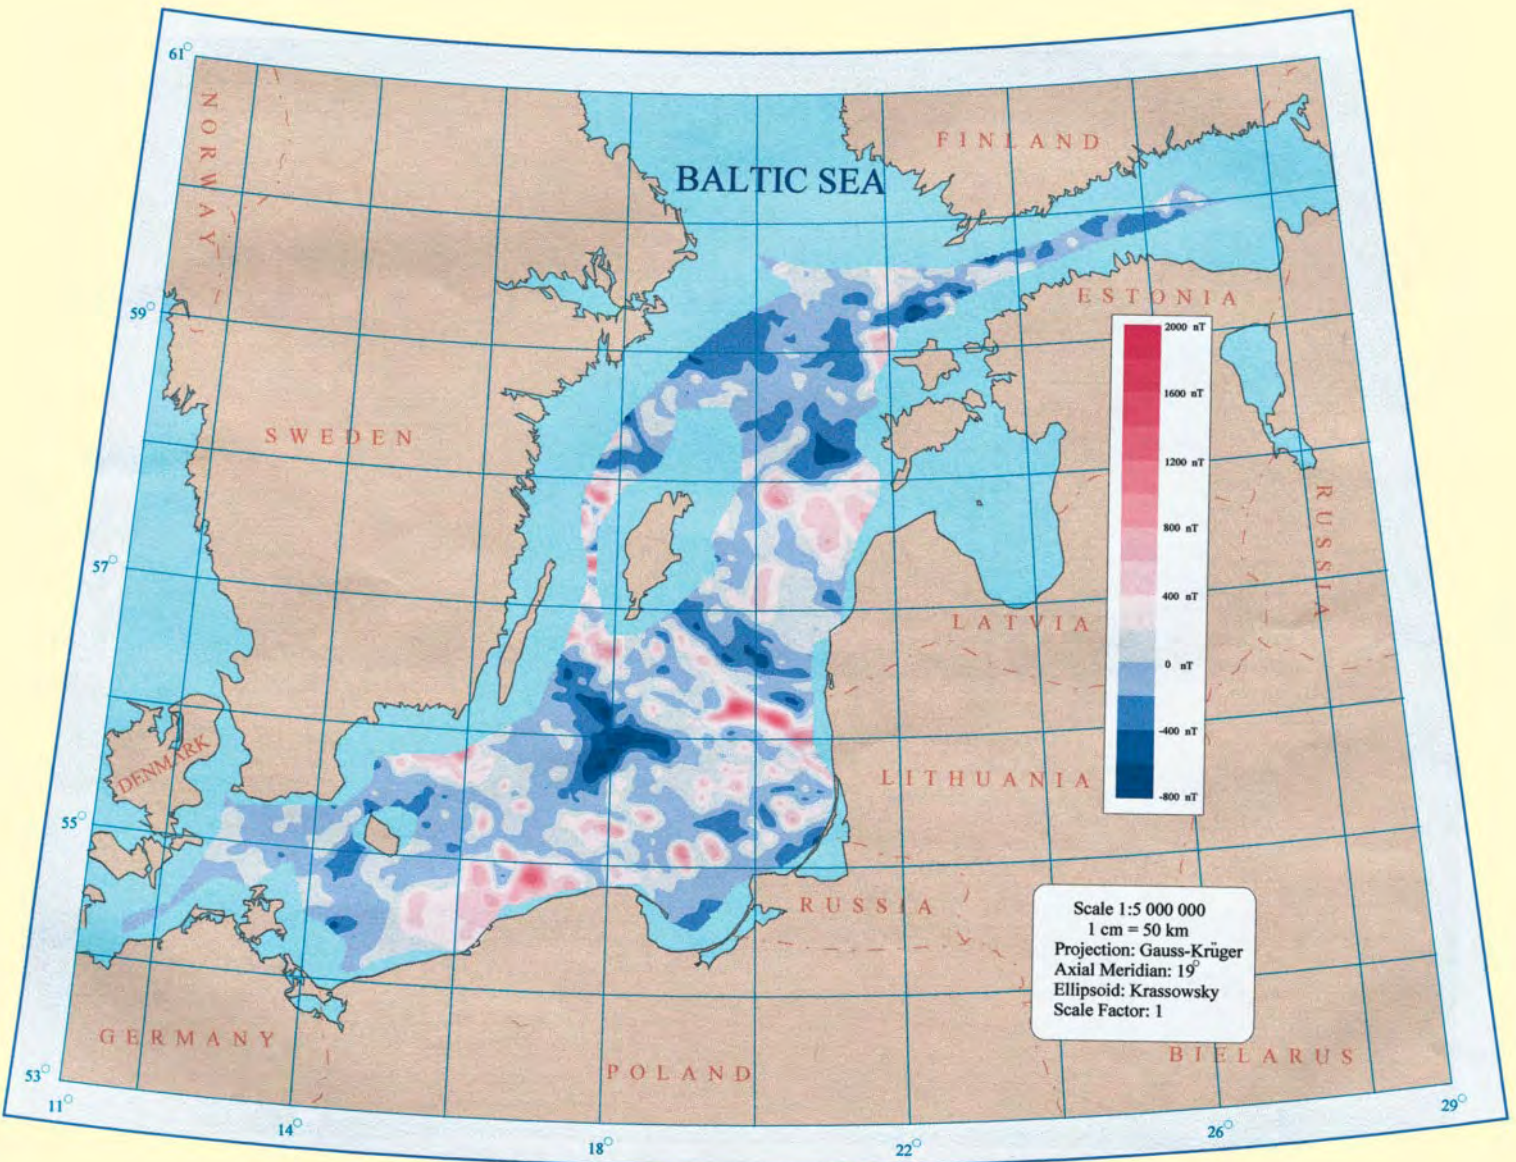 61°
NORWAY
FINLAND
BALTIC SEA
59°
ESTONIA
2000 nT
1600 nT
1200 nT
800 nT
400 nT
0 nT
-400 nT
-800 nT
SWEDEN
RUSSIA
57°
LATVIA
DENMARK
LITHUANIA
55°
RUSSIA
Scale 1:5 000 000
1 cm = 50 km
Projection: Gauss-Krüger
Axial Meridian: 19°
Ellipsoid: Krassowsky
Scale Factor: 1
GERMANY
POLAND
BIELARUS
53°
11°
14°
18°
22°
26°
29°